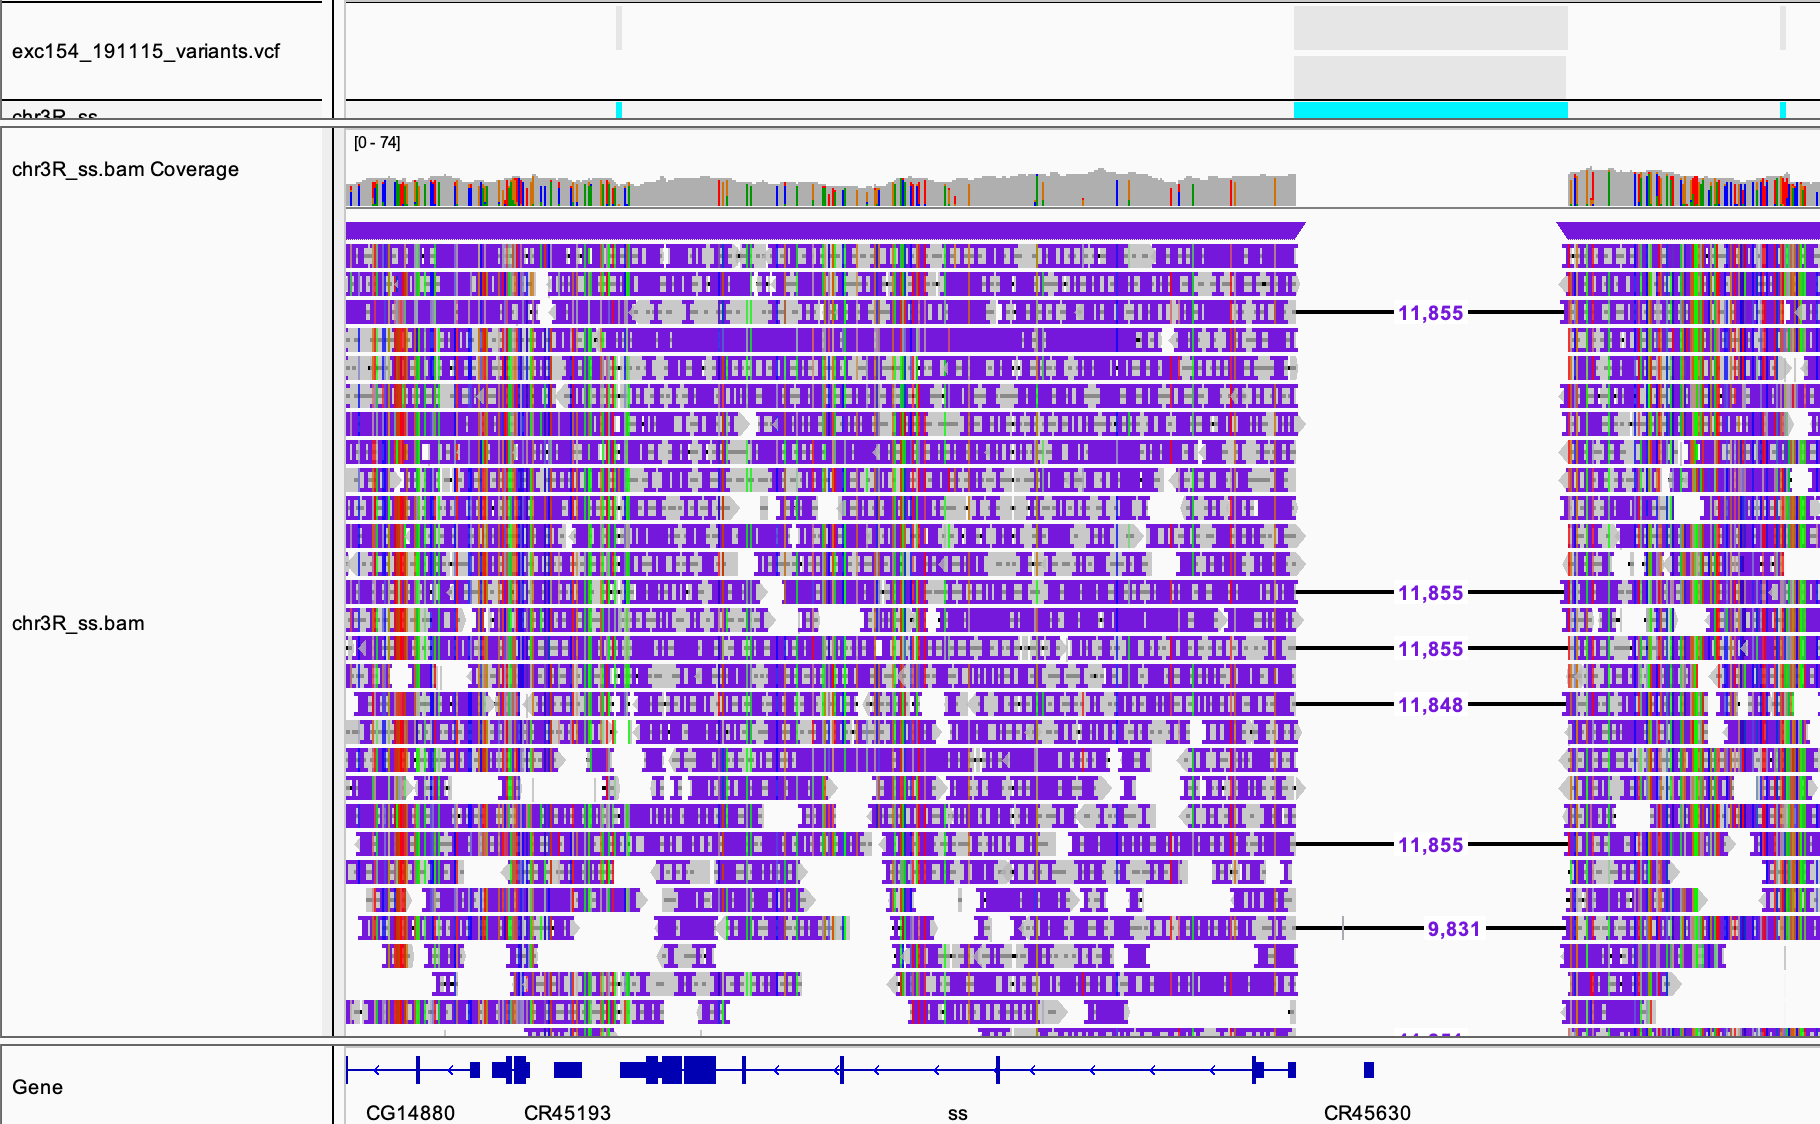 exc154_191115_variants.vcf
chr3R_ss
[0 - 74]
chr3R_ss.bam Coverage
11,855
11,855
chr3R_ss.bam
11,855
11,848
11,855
9,831
Gene
CG14880 CR45193 ss CR45630